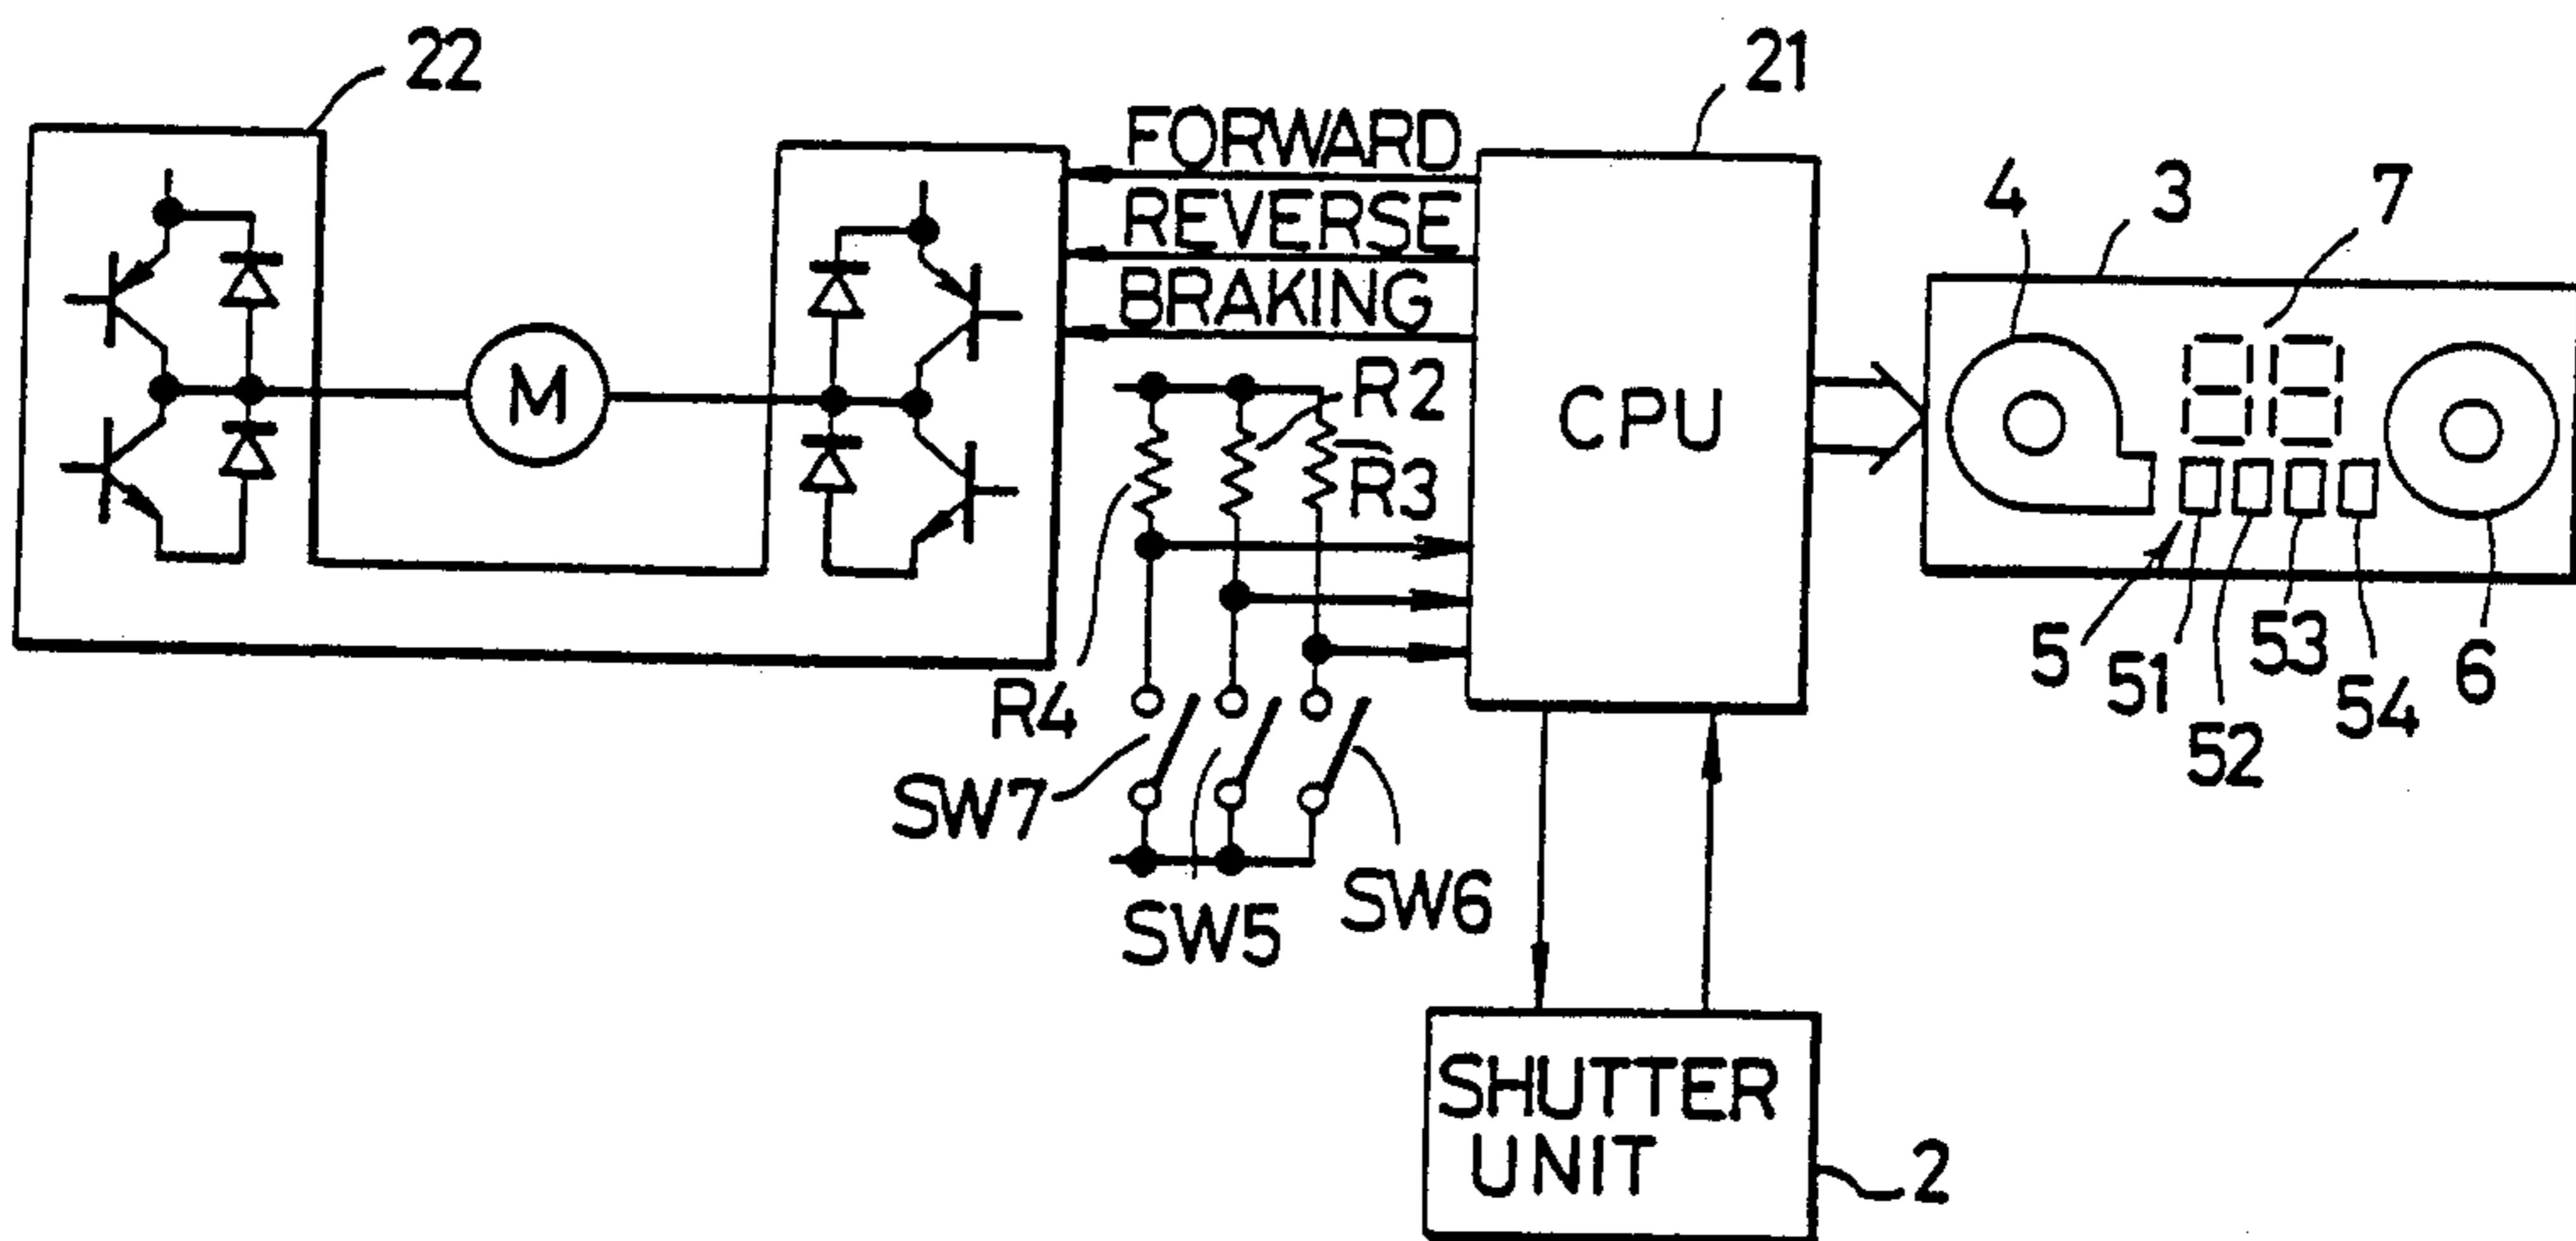 22
21
FORWARD
REVERSE
BRAKING
4
3
7
M
R2
CPU
R3
R4
5
51
52
53
54
6
SW7
SW5
SW6
SHUTTER
UNIT
2